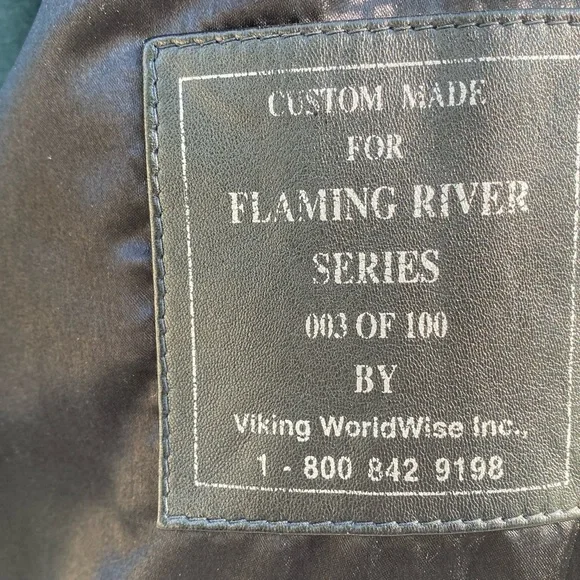 CUSTOM MADE
FOR
FLAMING RIVER
SERIES
003 OF 100
BY
Viking WorldWise Inc.,
1 - 800 842 9198